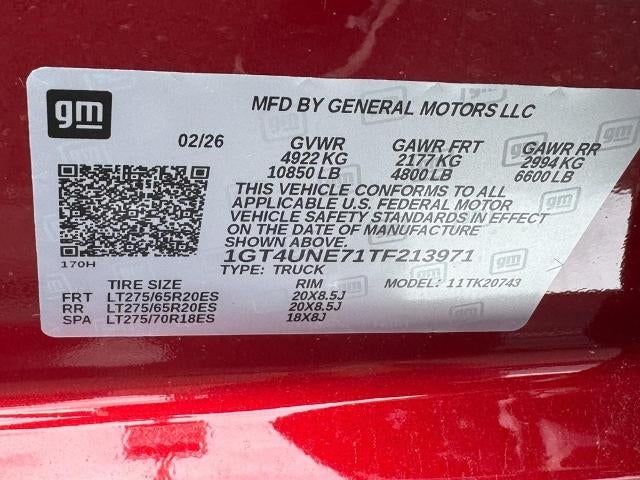 gm
MFD BY GENERAL MOTORS LLC
02/26 GVWR GAWR FRT GAWR RR
4922 KG 2177 KG 2994 KG
10850 LB 4800 LB 6600 LB
THIS VEHICLE CONFORMS TO ALL
APPLICABLE U.S. FEDERAL MOTOR
VEHICLE SAFETY STANDARDS IN EFFECT
ON THE DATE OF MANUFACTURE
SHOWN ABOVE.
170H
1GT4UNE71TF213971
TYPE: TRUCK MODEL: 11TK20743
TIRE SIZE RIM
FRT LT275/65R20ES 20X8.5J
RR LT275/65R20ES 20X8.5J
SPA LT275/70R18ES 18X8J